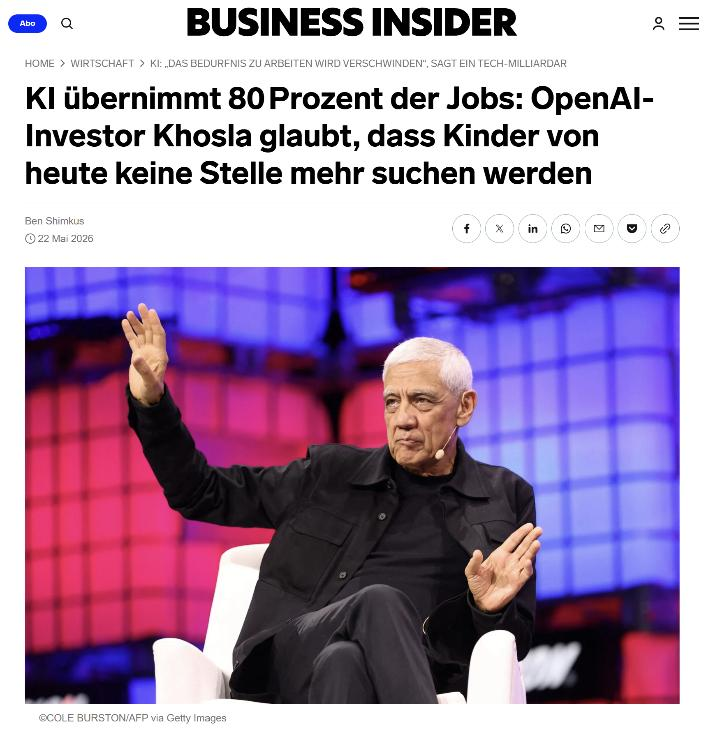 Abo
BUSINESS INSIDER
HOME > WIRTSCHAFT > KI: „DAS BEDÜRFNIS ZU ARBEITEN WIRD VERSCHWINDEN“, SAGT EIN TECH-MILLIARDÄR
KI übernimmt 80 Prozent der Jobs: OpenAI-
Investor Khosla glaubt, dass Kinder von
heute keine Stelle mehr suchen werden
Ben Shimkus
22 Mai 2026
©COLE BURSTON/AFP via Getty Images